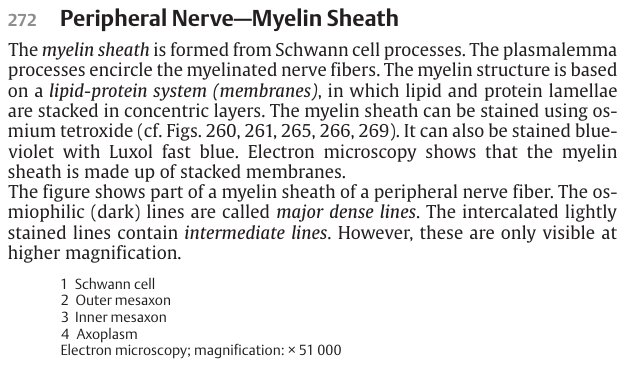 272 Peripheral Nerve—Myelin Sheath
The myelin sheath is formed from Schwann cell processes. The plasmalemma
processes encircle the myelinated nerve fibers. The myelin structure is based
on a lipid-protein system (membranes), in which lipid and protein lamellae
are stacked in concentric layers. The myelin sheath can be stained using os-
mium tetroxide (cf. Figs. 260, 261, 265, 266, 269). It can also be stained blue-
violet with Luxol fast blue. Electron microscopy shows that the myelin
sheath is made up of stacked membranes.
The figure shows part of a myelin sheath of a peripheral nerve fiber. The os-
miophilic (dark) lines are called major dense lines. The intercalated lightly
stained lines contain intermediate lines. However, these are only visible at
higher magnification.
1 Schwann cell
2 Outer mesaxon
3 Inner mesaxon
4 Axoplasm
Electron microscopy; magnification: × 51 000